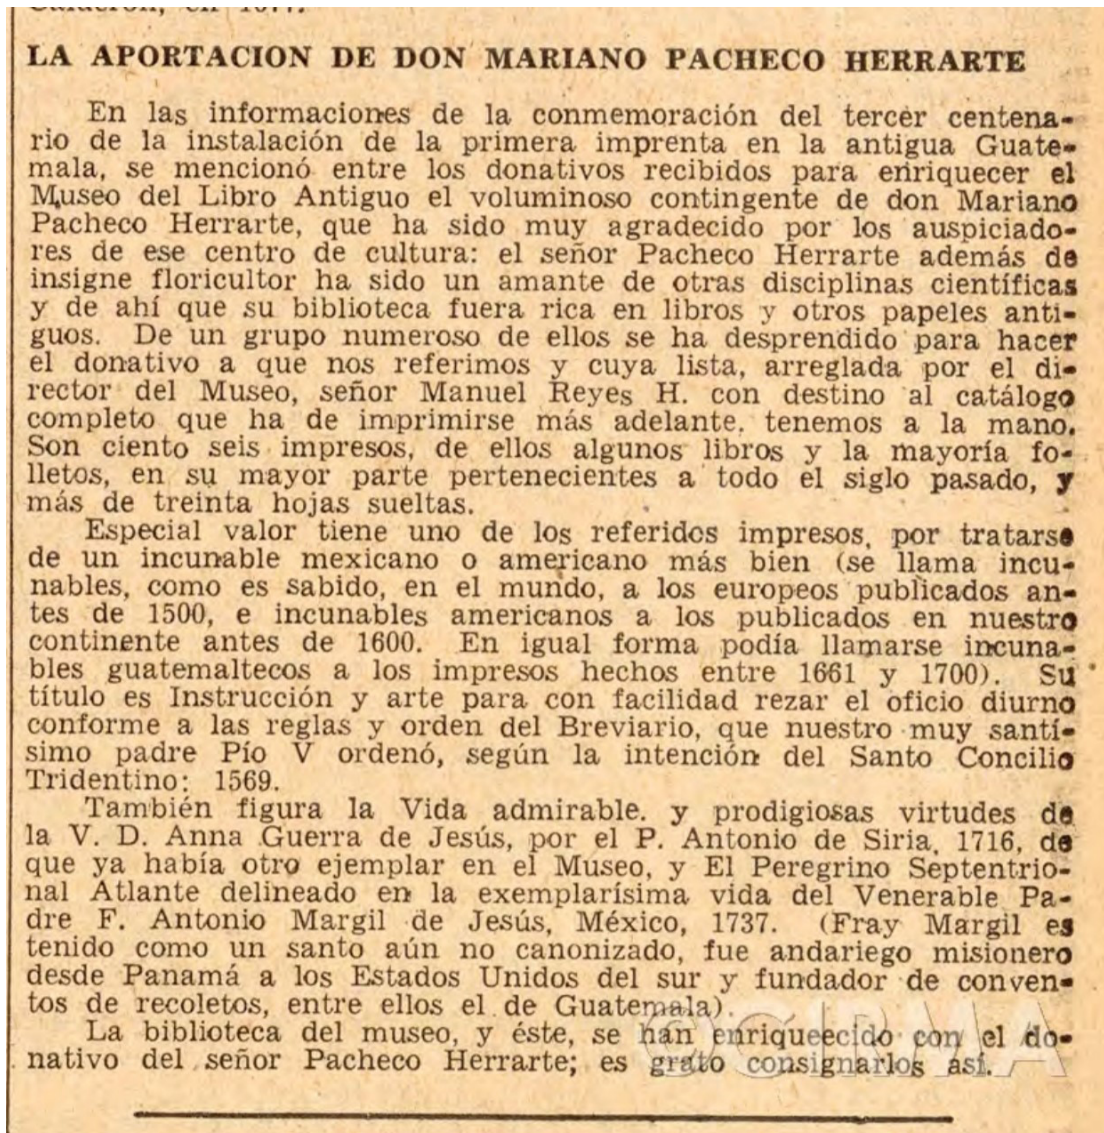 LA APORTACION DE DON MARIANO PACHECO HERRARTE
En las informaciones de la conmemoración del tercer centena-
rio de la instalación de la primera imprenta en la antigua Guate-
mala, se mencionó entre los donativos recibidos para enriquecer el
Museo del Libro Antiguo el voluminoso contingente de don Mariano
Pacheco Herrarte, que ha sido muy agradecido por los auspiciado-
res de ese centro de cultura: el señor Pacheco Herrarte además de
insigne floricultor ha sido un amante de otras disciplinas científicas
y de ahí que su biblioteca fuera rica en libros y otros papeles anti-
guos. De un grupo numeroso de ellos se ha desprendido para hacer
el donativo a que nos referimos y cuya lista, arreglada por el di-
rector del Museo, señor Manuel Reyes H. con destino al catálogo
completo que ha de imprimirse más adelante. tenemos a la mano.
Son ciento seis impresos, de ellos algunos libros y la mayoría fo-
lletos, en su mayor parte pertenecientes a todo el siglo pasado, y
más de treinta hojas sueltas.
Especial valor tiene uno de los referidos impresos, por tratarse
de un incunable mexicano o americano más bien (se llama incu-
nables, como es sabido, en el mundo, a los europeos publicados an-
tes de 1500, e incunables americanos a los publicados en nuestro
continente antes de 1600. En igual forma podía llamarse incuna-
bles guatemaltecos a los impresos hechos entre 1661 y 1700). Su
título es Instrucción y arte para con facilidad rezar el oficio diurno
conforme a las reglas y orden del Breviario, que nuestro muy santí-
simo padre Pío V ordenó, según la intención del Santo Concilio
Tridentino: 1569.
También figura la Vida admirable. y prodigiosas virtudes de
la V. D. Anna Guerra de Jesús, por el P. Antonio de Siria, 1716, de
que ya había otro ejemplar en el Museo, y El Peregrino Septentrio-
nal Atlante delineado en la exemplarísima vida del Venerable Pa-
dre F. Antonio Margil de Jesús, México, 1737. (Fray Margil es
tenido como un santo aún no canonizado, fue andariego misionero
desde Panamá a los Estados Unidos del sur y fundador de conven-
tos de recoletos, entre ellos el de Guatemala).
La biblioteca del museo, y éste, se han enriqueecido con el do-
nativo del señor Pacheco Herrarte; es grato consignarlos así.
CIRMA